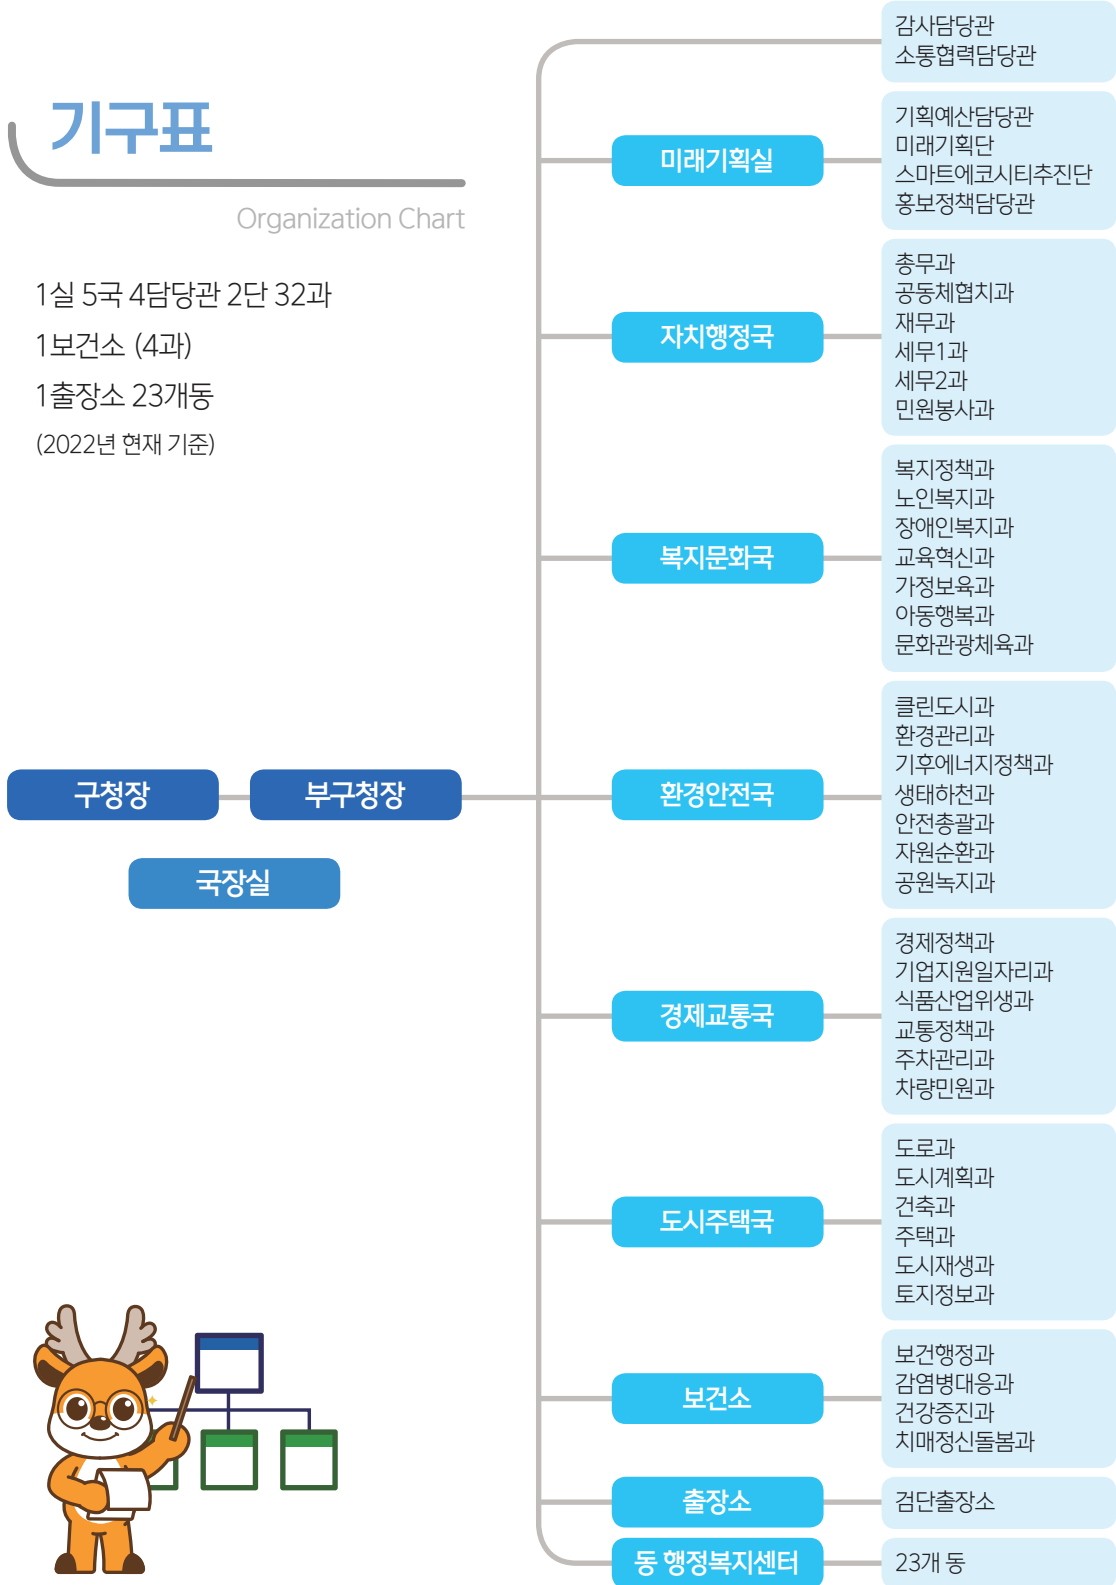 기구표
Organization Chart
1실 5국 4담당관 2단 32과
1보건소 (4과)
1출장소 23개동
(2022년 현재 기준)
구청장
부구청장
국장실
감사담당관
소통협력담당관
미래기획실
기획예산담당관
미래기획단
스마트에코시티추진단
홍보정책담당관
자치행정국
총무과
공동체협치과
재무과
세무1과
세무2과
민원봉사과
복지문화국
복지정책과
노인복지과
장애인복지과
교육혁신과
가정보육과
아동행복과
문화관광체육과
환경안전국
클린도시과
환경관리과
기후에너지정책과
생태하천과
안전총괄과
자원순환과
공원녹지과
경제교통국
경제정책과
기업지원일자리과
식품산업위생과
교통정책과
주차관리과
차량민원과
도시주택국
도로과
도시계획과
건축과
주택과
도시재생과
토지정보과
보건소
보건행정과
감염병대응과
건강증진과
치매정신돌봄과
출장소
검단출장소
동 행정복지센터
23개 동